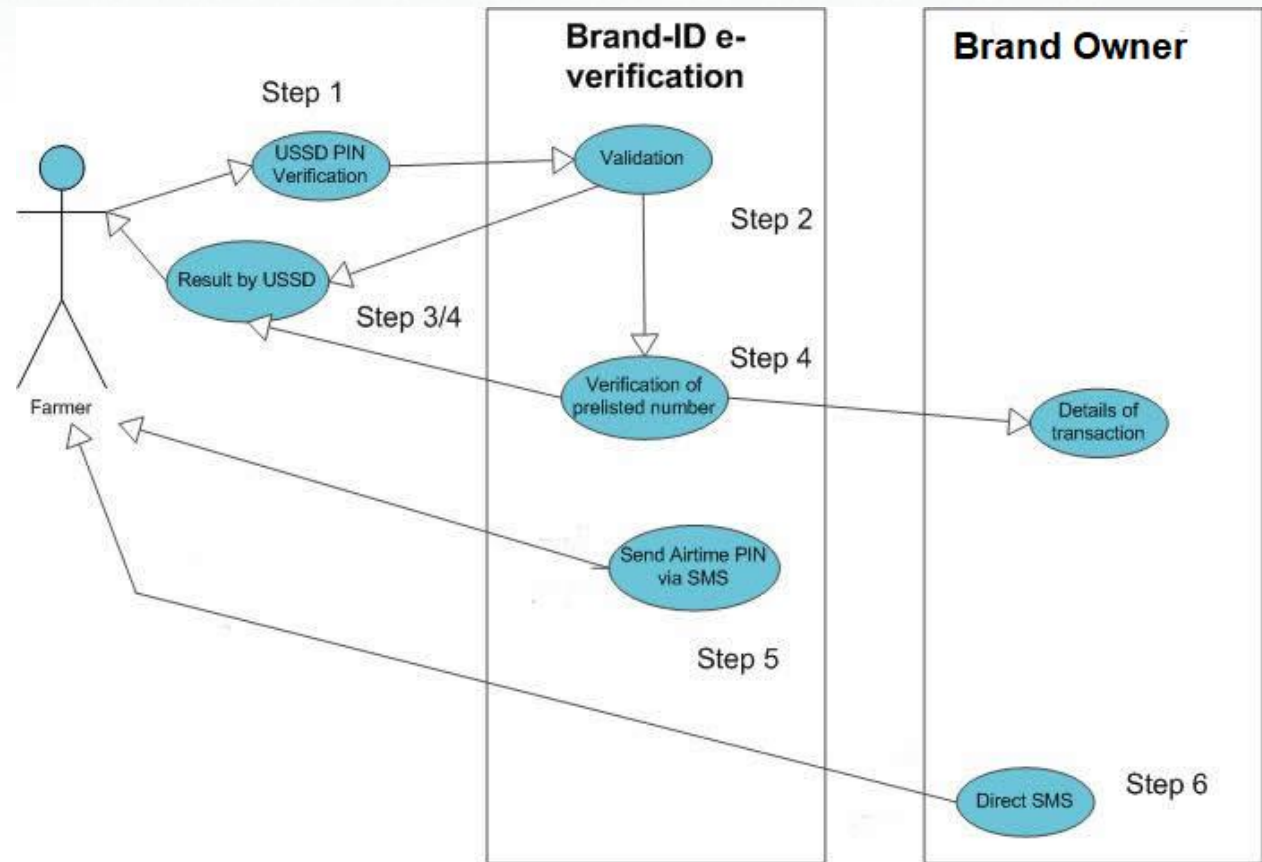 Brand-ID e-
verification
Brand Owner
Step 1
USSD PIN
Verification
Validation
Step 2
Result by USSD
Step 3/4
Step 4
Verification of
prelisted number
Farmer
Details of
transaction
Send Airtime PIN
via SMS
Step 5
Step 6
Direct SMS